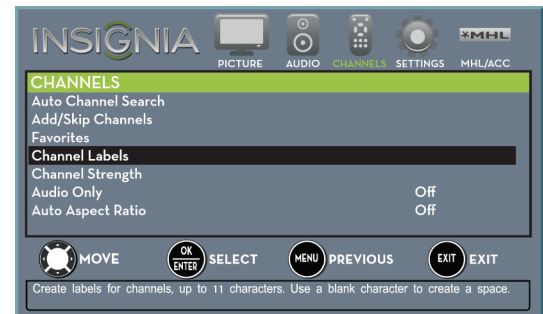 INSIGNIA
PICTURE AUDIO CHANNELS SETTINGS MHL MHL/ACC
CHANNELS
Auto Channel Search
Add/Skip Channels
Favorites
Channel Labels
Channel Strength
Audio Only Off
Auto Aspect Ratio Off
MOVE OK ENTER SELECT MENU PREVIOUS EXIT EXIT
Create labels for channels, up to 11 characters. Use a blank character to create a space.